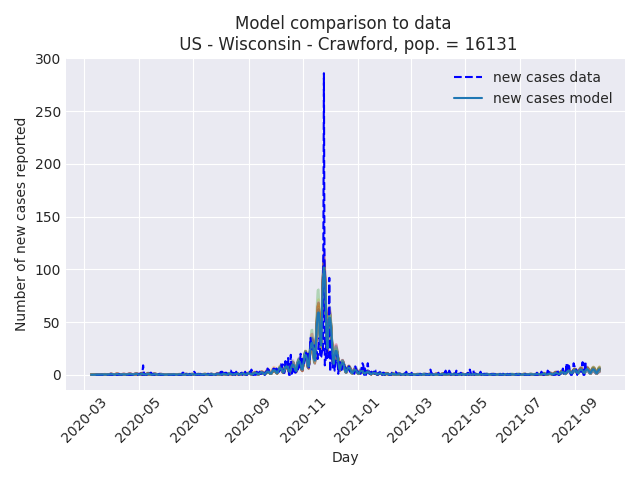 Model comparison to data
US - Wisconsin - Crawford, pop. = 16131
new cases data
new cases model
Number of new cases reported
300
250
200
150
100
50
0
2020-03
2020-05
2020-07
2020-09
2020-11
2021-01
2021-03
2021-05
2021-07
2021-09
Day